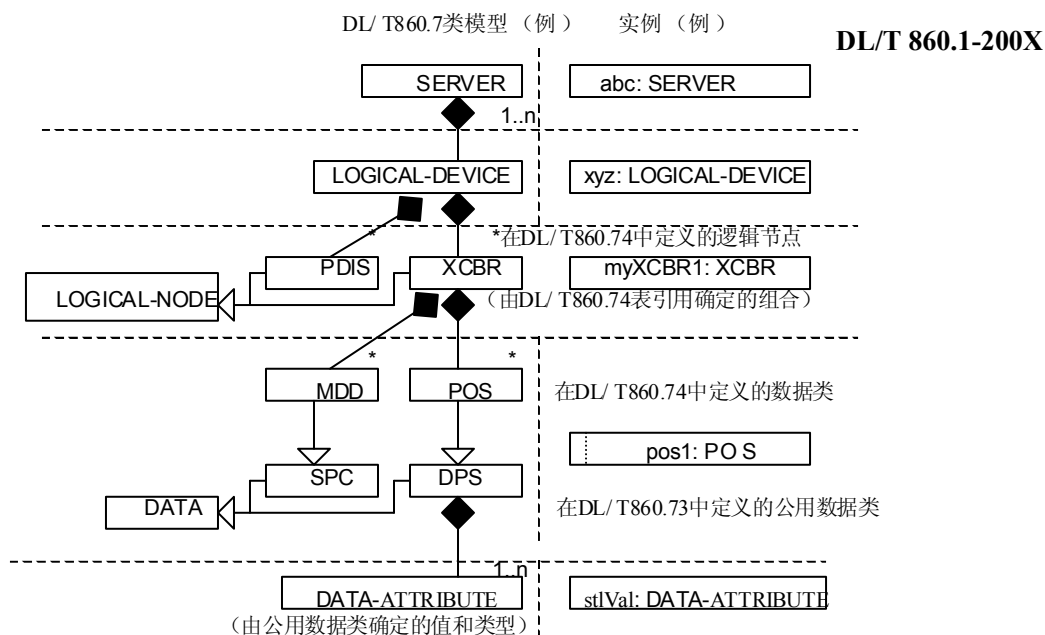 DL/ T860.7类模型 （例） 实例 （例）
DL/T 860.1-200X
SERVER
abc: SERVER
1..n
LOGICAL-DEVICE
xyz: LOGICAL-DEVICE
*
*在DL/ T860.74中定义的逻辑节点
PDIS
XCBR
myXCBR1: XCBR
LOGICAL-NODE
（由DL/ T860.74表引用确定的组合）
*
*
MDD
POS
在DL/ T860.74中定义的数据类
pos1: PO S
SPC
DPS
DATA
在DL/ T860.73中定义的公用数据类
1..n
DATA-ATTRIBUTE
stlVal: DATA-ATTRIBUTE
（由公用数据类确定的值和类型）